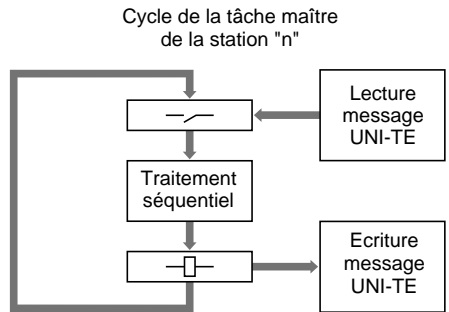 Cycle de la tâche maître
de la station "n"
Lecture
message
UNI-TE
Traitement
séquentiel
Ecriture
message
UNI-TE